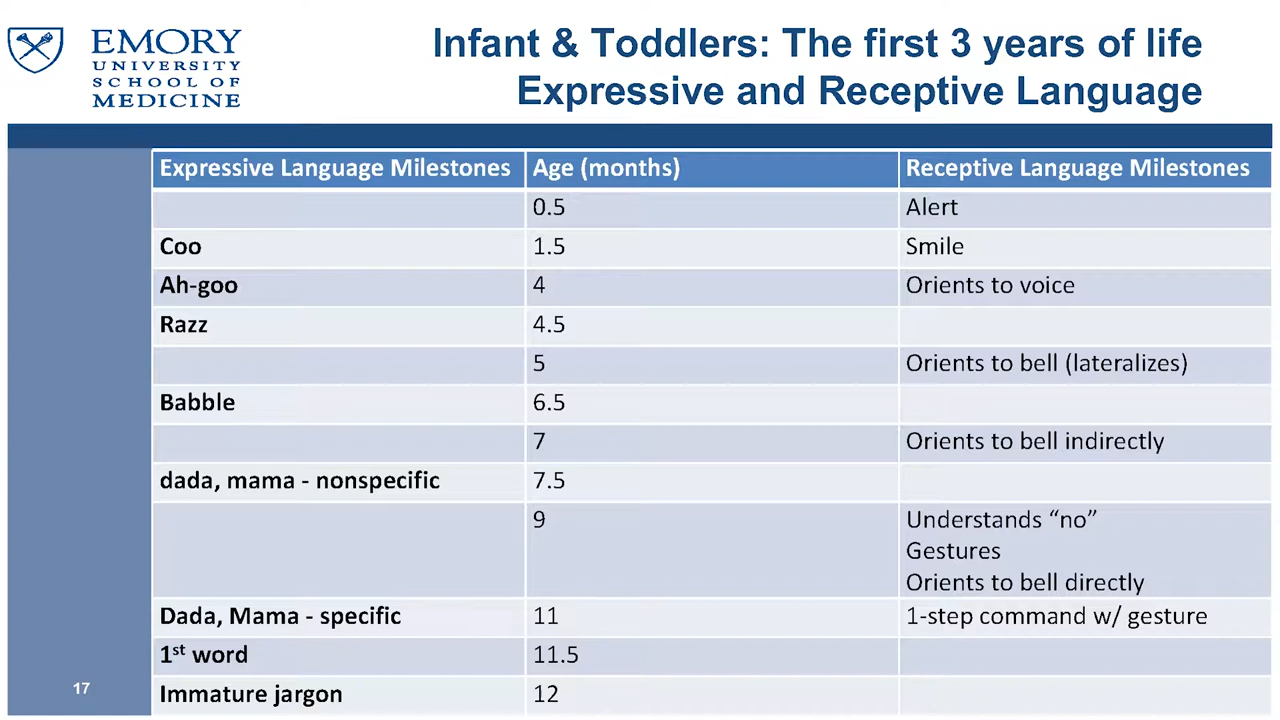 EMORY
UNIVERSITY
SCHOOL OF
MEDICINE
Infant & Toddlers: The first 3 years of life
Expressive and Receptive Language
Expressive Language Milestones Age (months) Receptive Language Milestones
0.5 Alert
Coo 1.5 Smile
Ah-goo 4 Orients to voice
Razz 4.5
5 Orients to bell (lateralizes)
Babble 6.5
7 Orients to bell indirectly
dada, mama - nonspecific 7.5
9 Understands “no”
Gestures
Orients to bell directly
Dada, Mama - specific 11 1-step command w/ gesture
1st word 11.5
Immature jargon 12
17